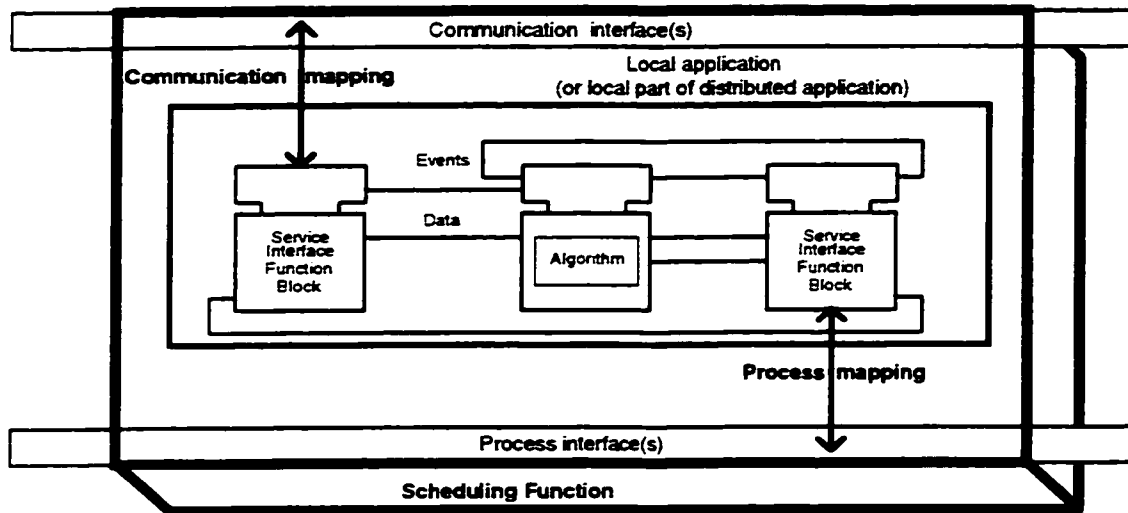 Communication interface(s)
Communication mapping
Local application
(or local part of distributed application)
Events
Data
Service
Interface
Function
Block
Algorithm
Service
Interface
Function
Block
Process mapping
Process interface(s)
Scheduling Function